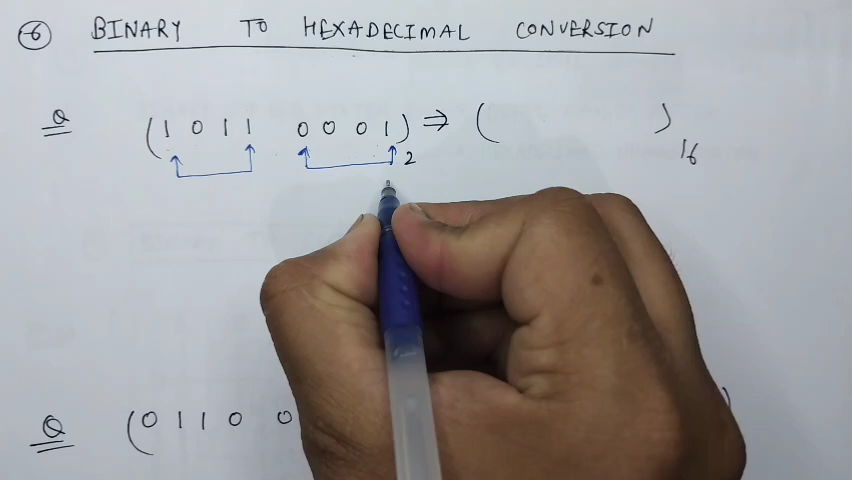 6 BINARY TO HEXADECIMAL CONVERSION
Q (1 0 1 1 0 0 0 1)2 ⇒ ( )16
Q (0 1 1 0 0